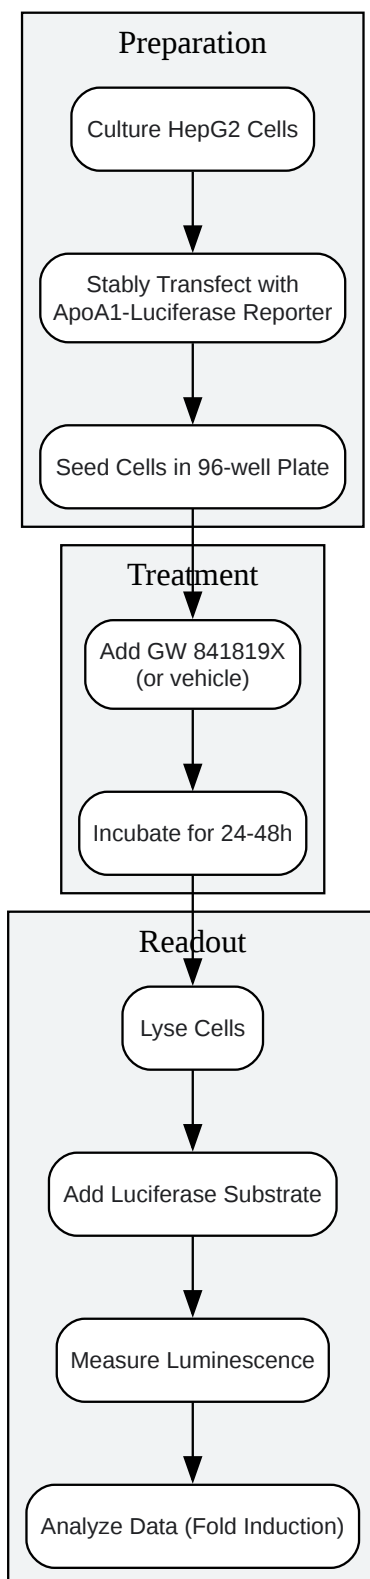 Preparation
Culture HepG2 Cells
Stably Transfect with
ApoA1-Luciferase Reporter
Seed Cells in 96-well Plate
Treatment
Add GW 841819X
(or vehicle)
Incubate for 24-48h
Readout
Lyse Cells
Add Luciferase Substrate
Measure Luminescence
Analyze Data (Fold Induction)